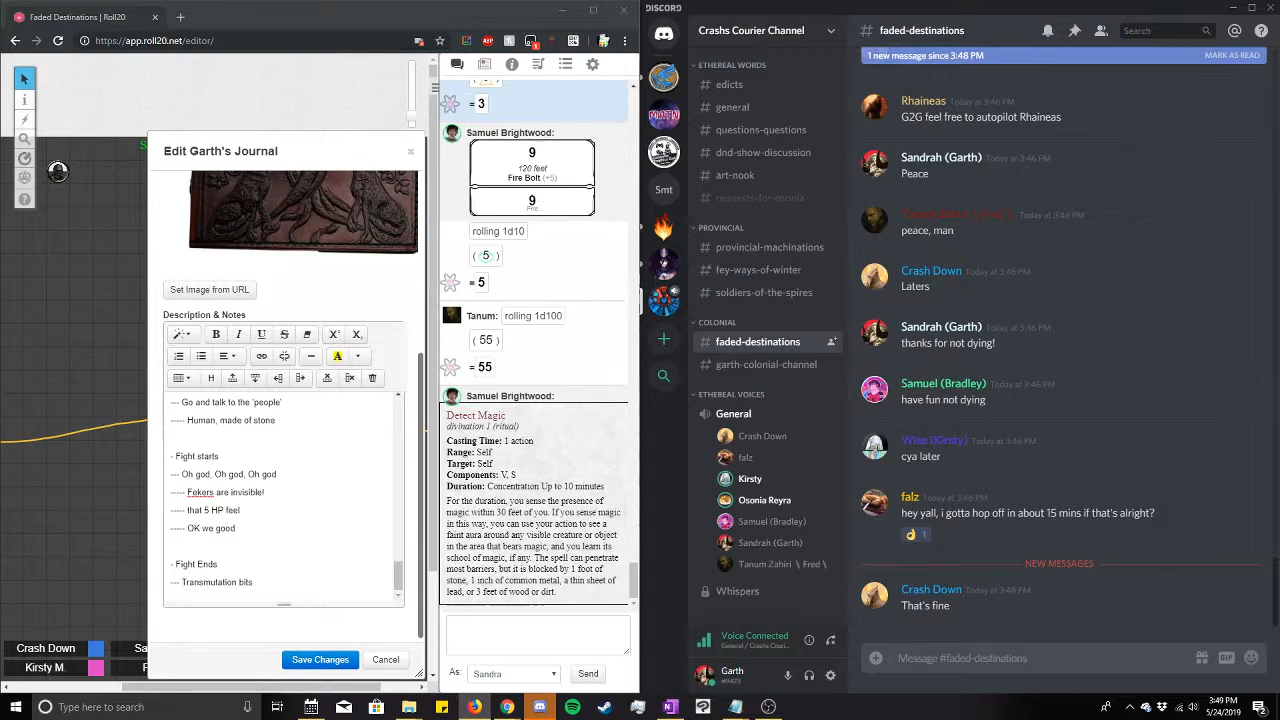 Faded Destinations | Roll20
https://app.roll20.net/editor/
Edit Garth's Journal
Set Image from URL
Description & Notes
--- Go and talk to the 'people'
----- Human, made of stone
- Fight starts
--- Oh god, Oh god, Oh god
----- Fekers are invisible!
----- that 5 HP feel
----- OK we good
- Fight Ends
--- Transmutation bits
Save Changes
Cancel
Crash Down
Kirsty M.
= 3
Samuel Brightwood:
9
120 feet
Fire Bolt (+5)
9
Fire
rolling 1d10
( 5 )
= 5
Tanum: rolling 1d100
( 55 )
= 55
Samuel Brightwood:
Detect Magic
divination 1 (ritual)
Casting Time: 1 action
Range: Self
Target: Self
Components: V, S
Duration: Concentration Up to 10 minutes
For the duration, you sense the presence of
magic within 30 feet of you. If you sense magic
in this way, you can use your action to see a
faint aura around any visible creature or object
in the area that bears magic, and you learn its
school of magic, if any. The spell can penetrate
most barriers, but it is blocked by 1 foot of
stone, 1 inch of common metal, a thin sheet of
lead, or 3 feet of wood or dirt.
As:
Sandra
Send
DISCORD
Smt
Crashs Courier Channel
ETHEREAL WORDS
# edicts
# general
# questions-questions
# dnd-show-discussion
# art-nook
# requests-for-osonia
PROVINCIAL
# provincial-machinations
# fey-ways-of-winter
# soldiers-of-the-spires
COLONIAL
# faded-destinations
# garth-colonial-channel
ETHEREAL VOICES
General
Crash Down
falz
Kirsty
Osonia Reyra
Samuel (Bradley)
Sandrah (Garth)
Tanum Zahiri \ Fred \
Whispers
Voice Connected
General / Crashs Couri...
Garth
#9423
# faded-destinations
Search
1 new message since 3:48 PM
MARK AS READ
Rhaineas Today at 3:46 PM
G2G feel free to autopilot Rhaineas
Sandrah (Garth) Today at 3:46 PM
Peace
Today at 3:46 PM
peace, man
Crash Down Today at 3:46 PM
Laters
Sandrah (Garth) Today at 3:46 PM
thanks for not dying!
Samuel (Bradley) Today at 3:46 PM
have fun not dying
Wise (Kirsty) Today at 3:46 PM
cya later
falz Today at 3:48 PM
hey yall, i gotta hop off in about 15 mins if that's alright?
1
NEW MESSAGES
Crash Down Today at 3:48 PM
That's fine
Message #faded-destinations
GIF
Type here to search
3:49 PM
5/24/2019